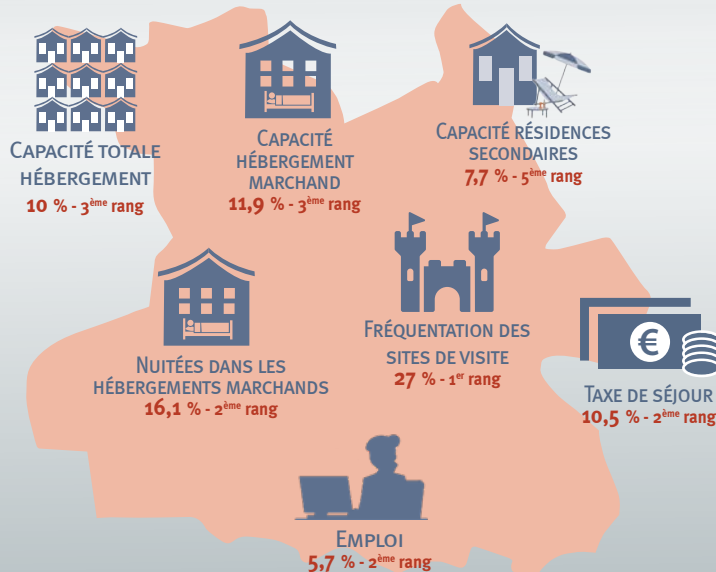 CAPACITÉ TOTALE
HÉBERGEMENT
10 % - 3ème rang
CAPACITÉ
HÉBERGEMENT
MARCHAND
11,9 % - 3ème rang
CAPACITÉ RÉSIDENCES
SECONDAIRES
7,7 % - 5ème rang
NUITÉES DANS LES
HÉBERGEMENTS MARCHANDS
16,1 % - 2ème rang
FRÉQUENTATION DES
SITES DE VISITE
27 % - 1er rang
€
TAXE DE SÉJOUR
10,5 % - 2ème rang
EMPLOI
5,7 % - 2ème rang